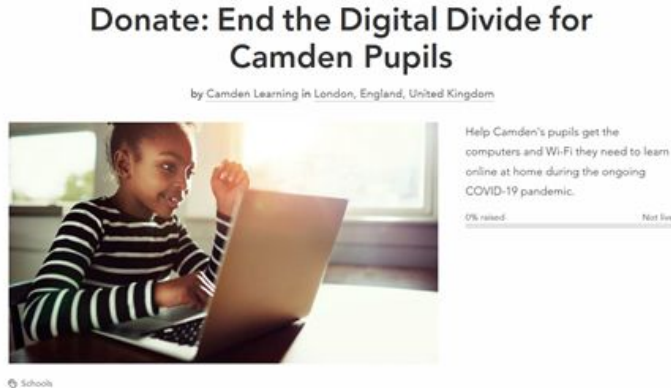 Donate: End the Digital Divide for
Camden Pupils
by Camden Learning in London, England, United Kingdom
Help Camden's pupils get the
computers and Wi-Fi they need to learn
online at home during the ongoing
COVID-19 pandemic.
0% raised Not live
Schools